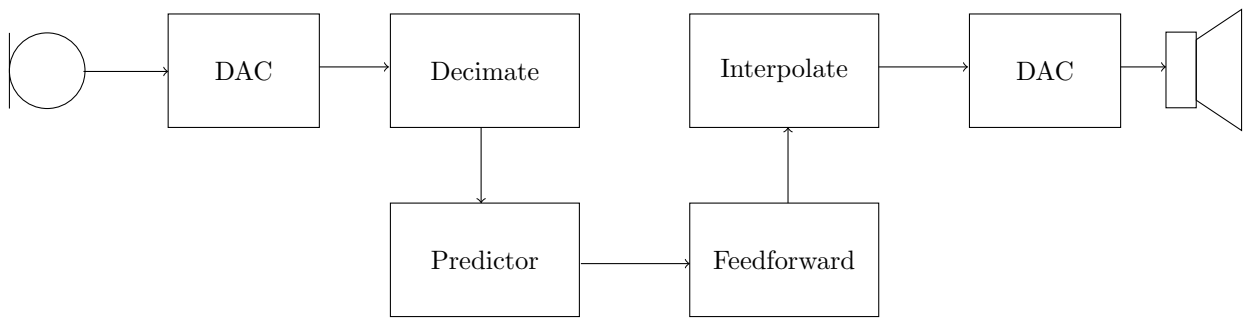 DAC
Decimate
Interpolate
DAC
Predictor
Feedforward